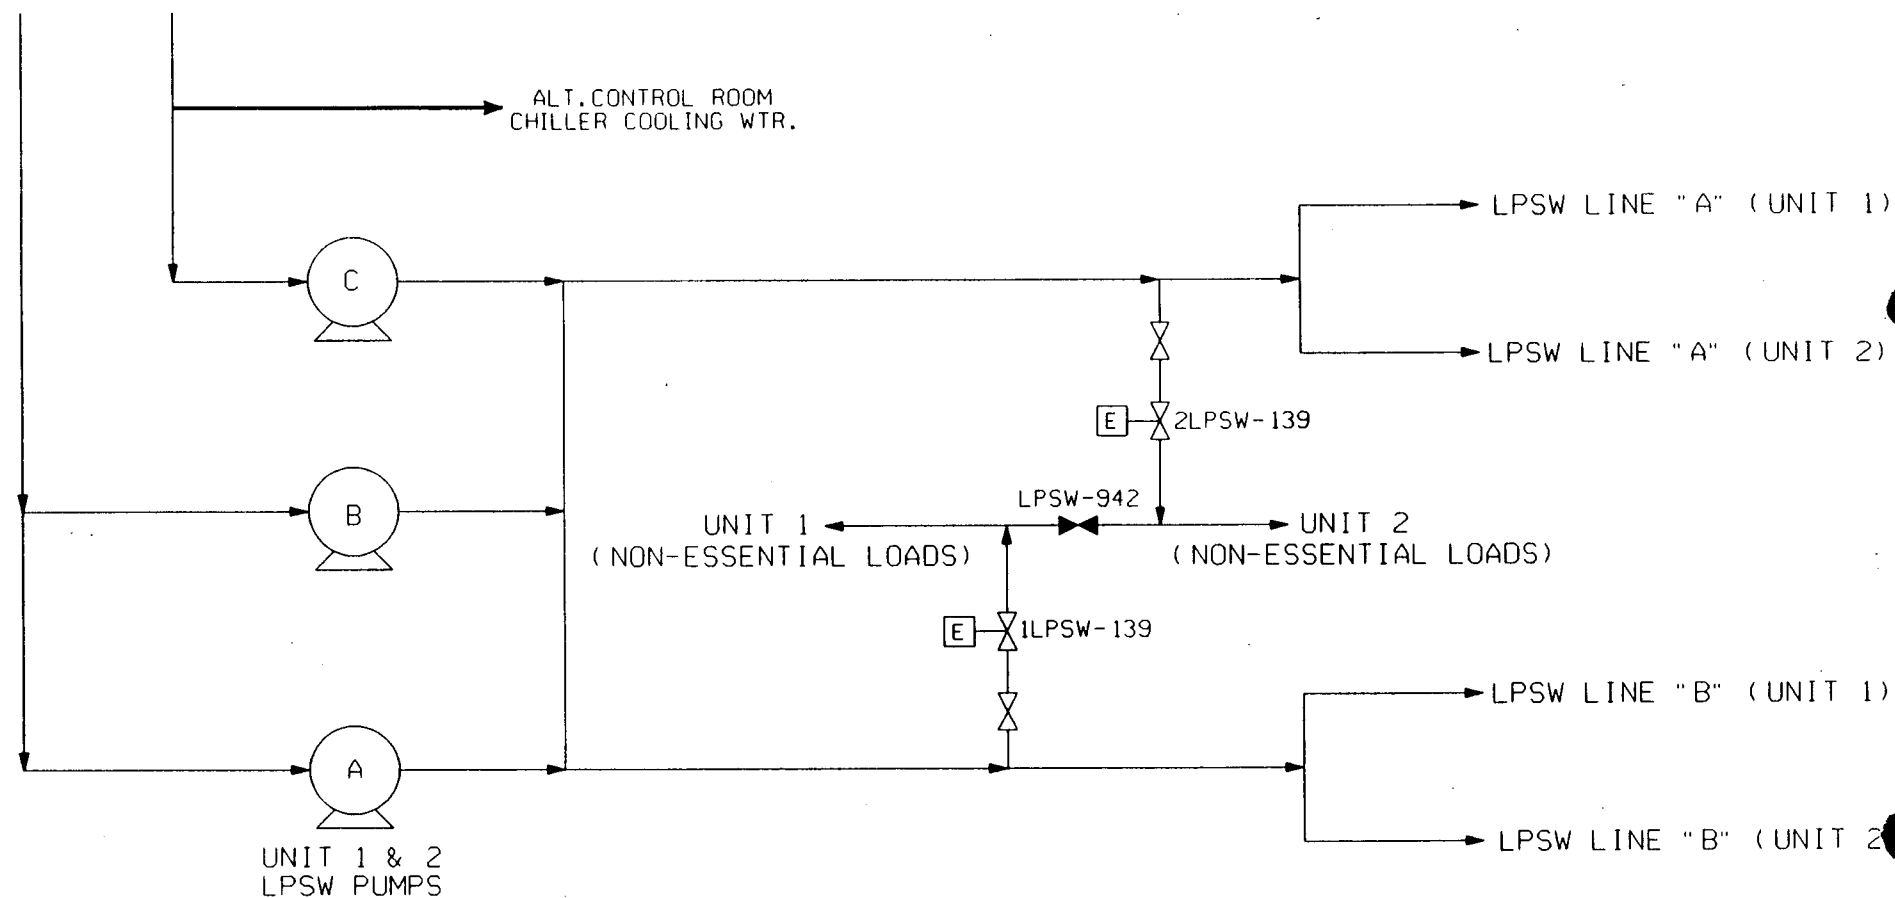 ALT.CONTROL ROOM
CHILLER COOLING WTR.
LPSW LINE "A" (UNIT 1)
C
LPSW LINE "A" (UNIT 2)
E
2LPSW-139
LPSW-942
B
UNIT 1
(NON-ESSENTIAL LOADS)
UNIT 2
(NON-ESSENTIAL LOADS)
E
1LPSW-139
LPSW LINE "B" (UNIT 1)
A
LPSW LINE "B" (UNIT 2
UNIT 1 & 2
LPSW PUMPS